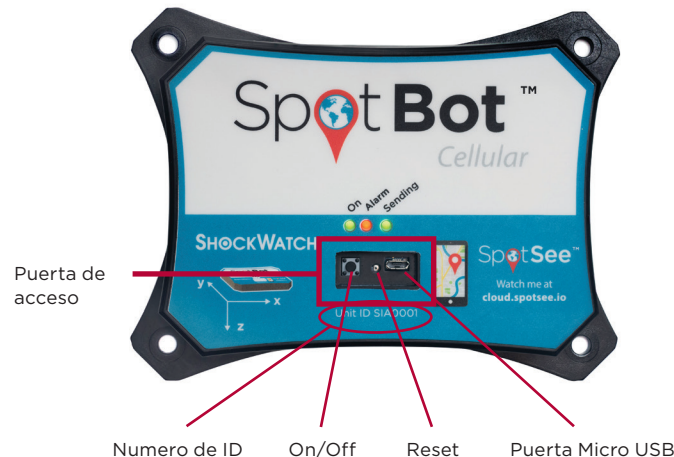 SpotBot™
Cellular
On Alarm Sending
SHOCKWATCH
SpotSee™
Watch me at
cloud.spotsee.io
y
x
z
Unit ID SIA0001
Puerta de
acceso
Numero de ID
On/Off
Reset
Puerta Micro USB